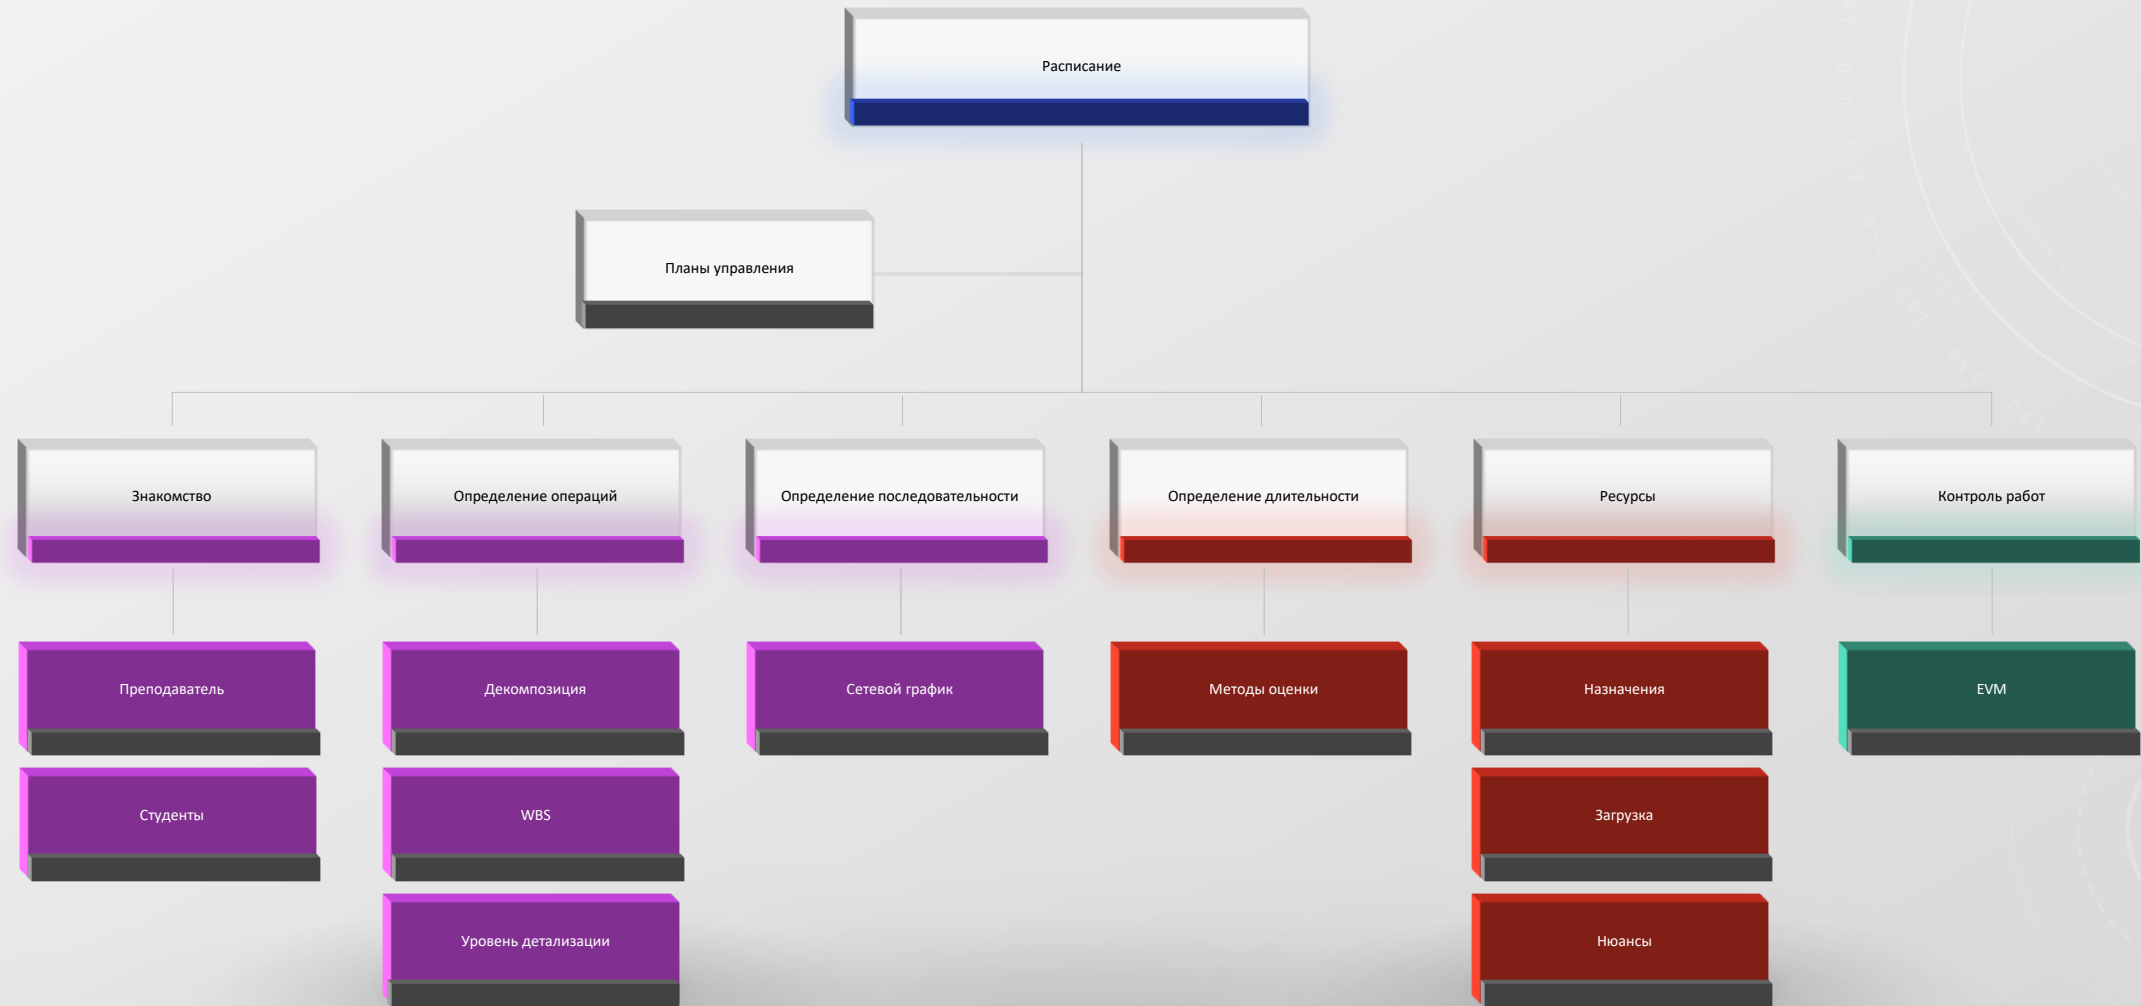 Расписание
Планы управления
Знакомство
Определение операций
Определение последовательности
Определение длительности
Ресурсы
Контроль работ
Преподаватель
Декомпозиция
Сетевой график
Методы оценки
Назначения
EVM
Студенты
WBS
Загрузка
Уровень детализации
Нюансы